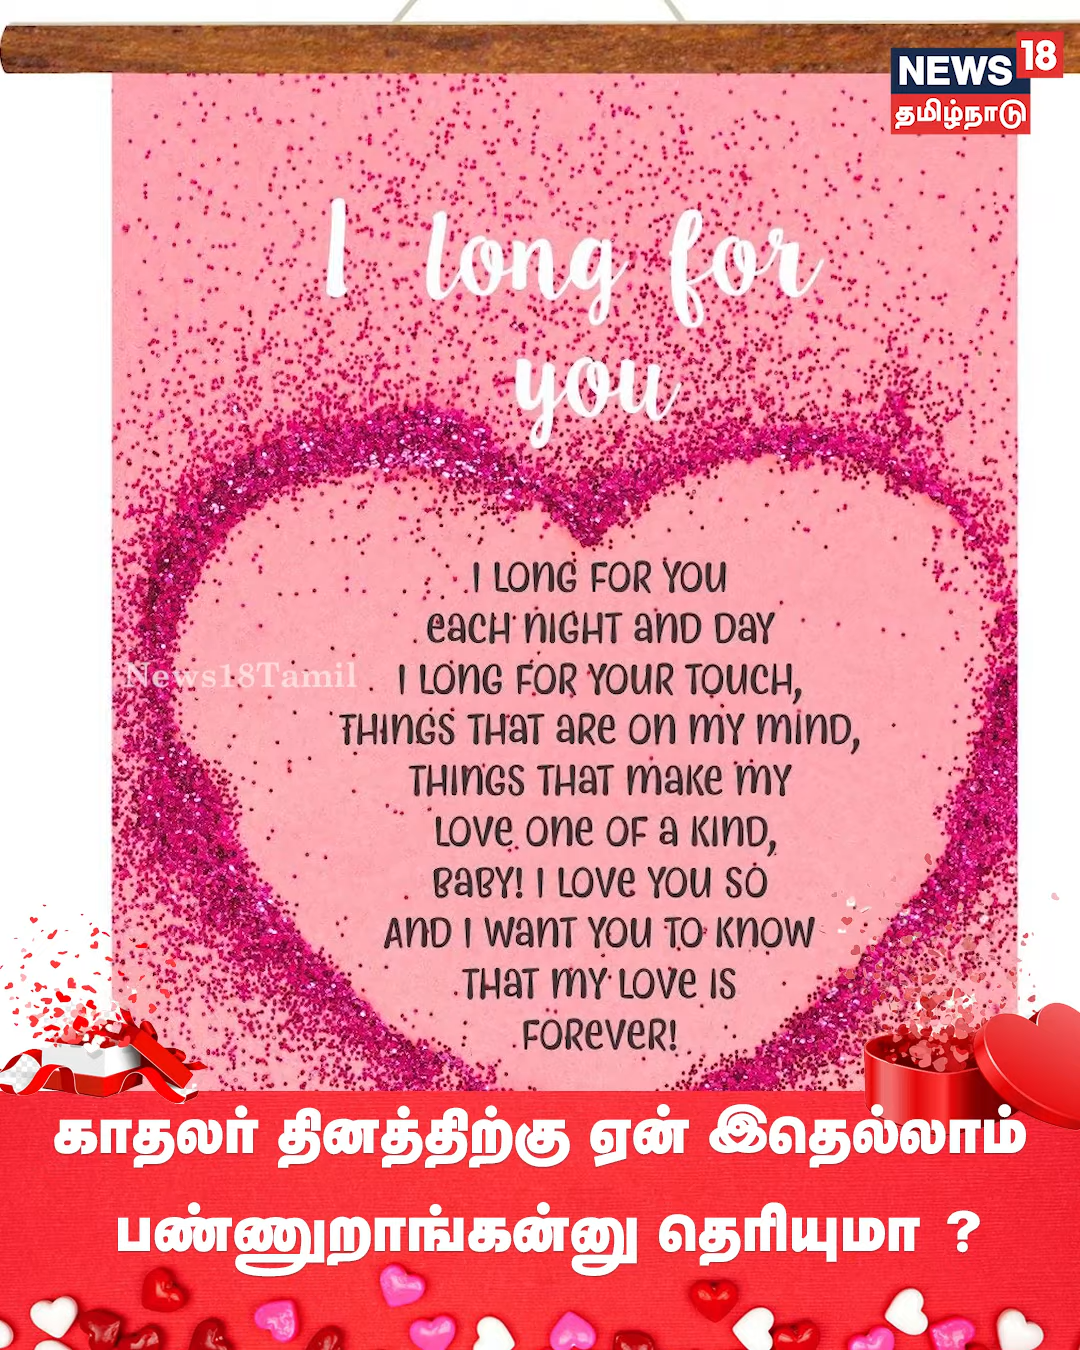 NEWS 18
தமிழ்நாடு
I long for
you
I LONG FOR YOU
EACH NIGHT AND DAY
I LONG FOR YOUR TOUCH,
THINGS THAT ARE ON MY MIND,
THINGS THAT MAKE MY
LOVE ONE OF A KIND,
BABY! I LOVE YOU SO
AND I WANT YOU TO KNOW
THAT MY LOVE IS
FOREVER!
News18Tamil
காதலர் தினத்திற்கு ஏன் இதெல்லாம்
பண்ணுறாங்கன்னு தெரியுமா ?